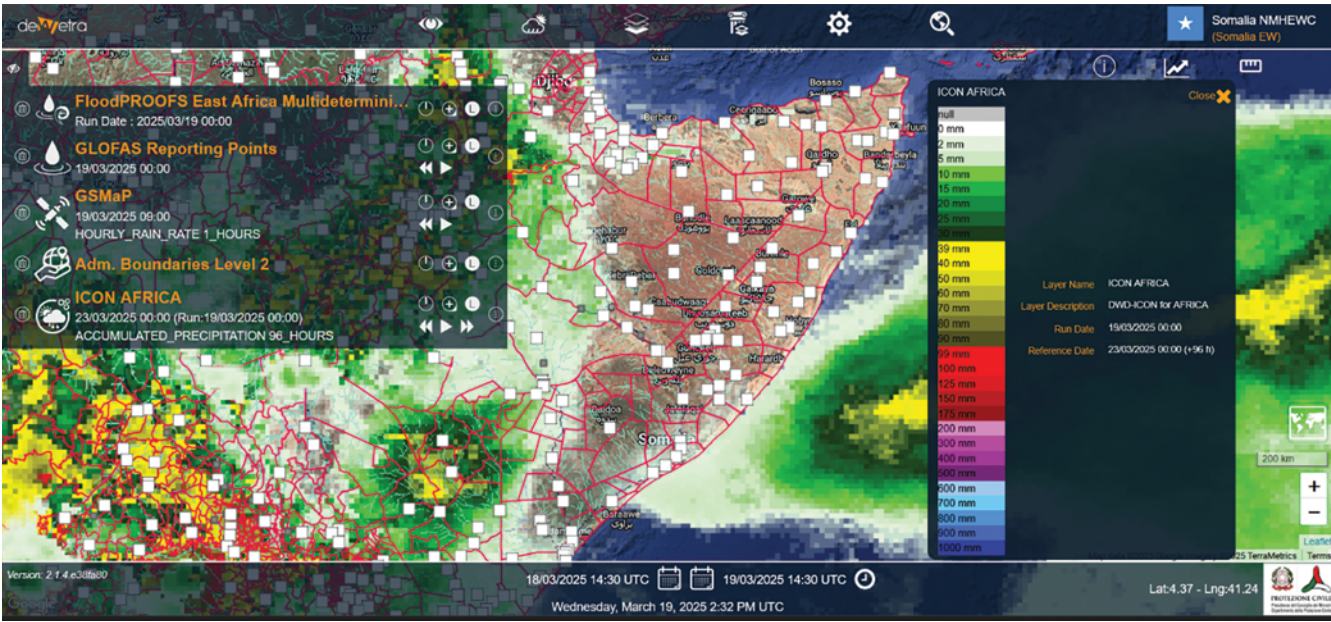 dewetra
Somalia NMHEWC
(Somalia EW)
FloodPROOFS East Africa Multidetermini...
Run Date : 2025/03/19 00:00
GLOFAS Reporting Points
19/03/2025 00:00
GSMaP
19/03/2025 09:00
HOURLY_RAIN_RATE 1_HOURS
Adm. Boundaries Level 2
ICON AFRICA
23/03/2025 00:00 (Run:19/03/2025 00:00)
ACCUMULATED_PRECIPITATION 96_HOURS
L
L
L
L
L
Bosaso
Berbera
Qardho
Garowe
Eyl
Baraawe
براوي
ICON AFRICA
Close
null
0 mm
2 mm
5 mm
10 mm
15 mm
20 mm
25 mm
30 mm
39 mm
40 mm
50 mm
60 mm
70 mm
80 mm
90 mm
99 mm
100 mm
125 mm
150 mm
175 mm
200 mm
300 mm
400 mm
500 mm
600 mm
700 mm
800 mm
900 mm
1000 mm
Layer Name ICON AFRICA
Layer Description DWD-ICON for AFRICA
Run Date 19/03/2025 00:00
Reference Date 23/03/2025 00:00 (+96 h)
200 km
+
−
Leaflet
TerraMetrics Terms
Version: 2.1.4.e38fa80
Google
18/03/2025 14:30 UTC 19/03/2025 14:30 UTC
Wednesday, March 19, 2025 2:32 PM UTC
Lat:4.37 - Lng:41.24
PROTEZIONE CIVILE